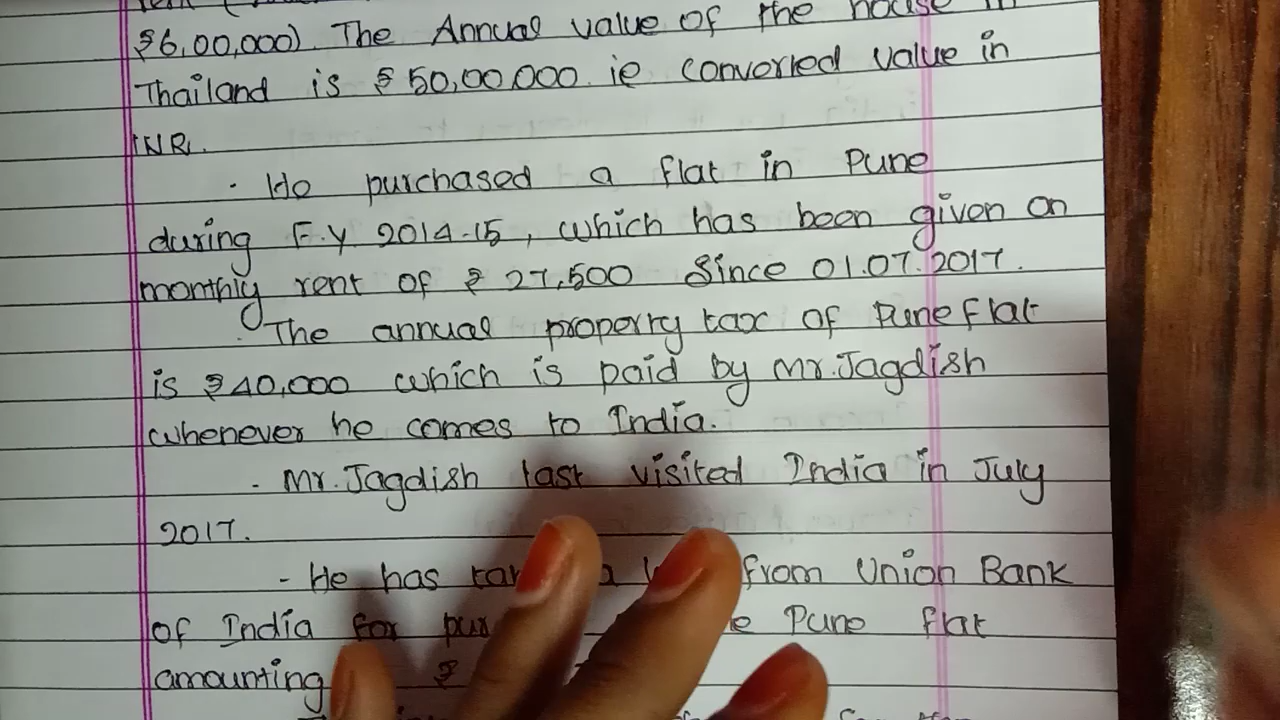 ₹6,00,000). The Annual value of the house in
Thailand is ₹50,00,000 ie converted value in
INR.
· He purchased a flat in Pune
during F.Y 2014-15, which has been given on
monthly rent of ₹ 27,500 Since 01.07.2017.
· The annual property tax of Pune Flat
is ₹40,000 which is paid by Mr. Jagdish
whenever he comes to India.
- Mr. Jagdish last visited India in July
2017.
- He has a from Union Bank
of India for Pune flat
amounting ₹